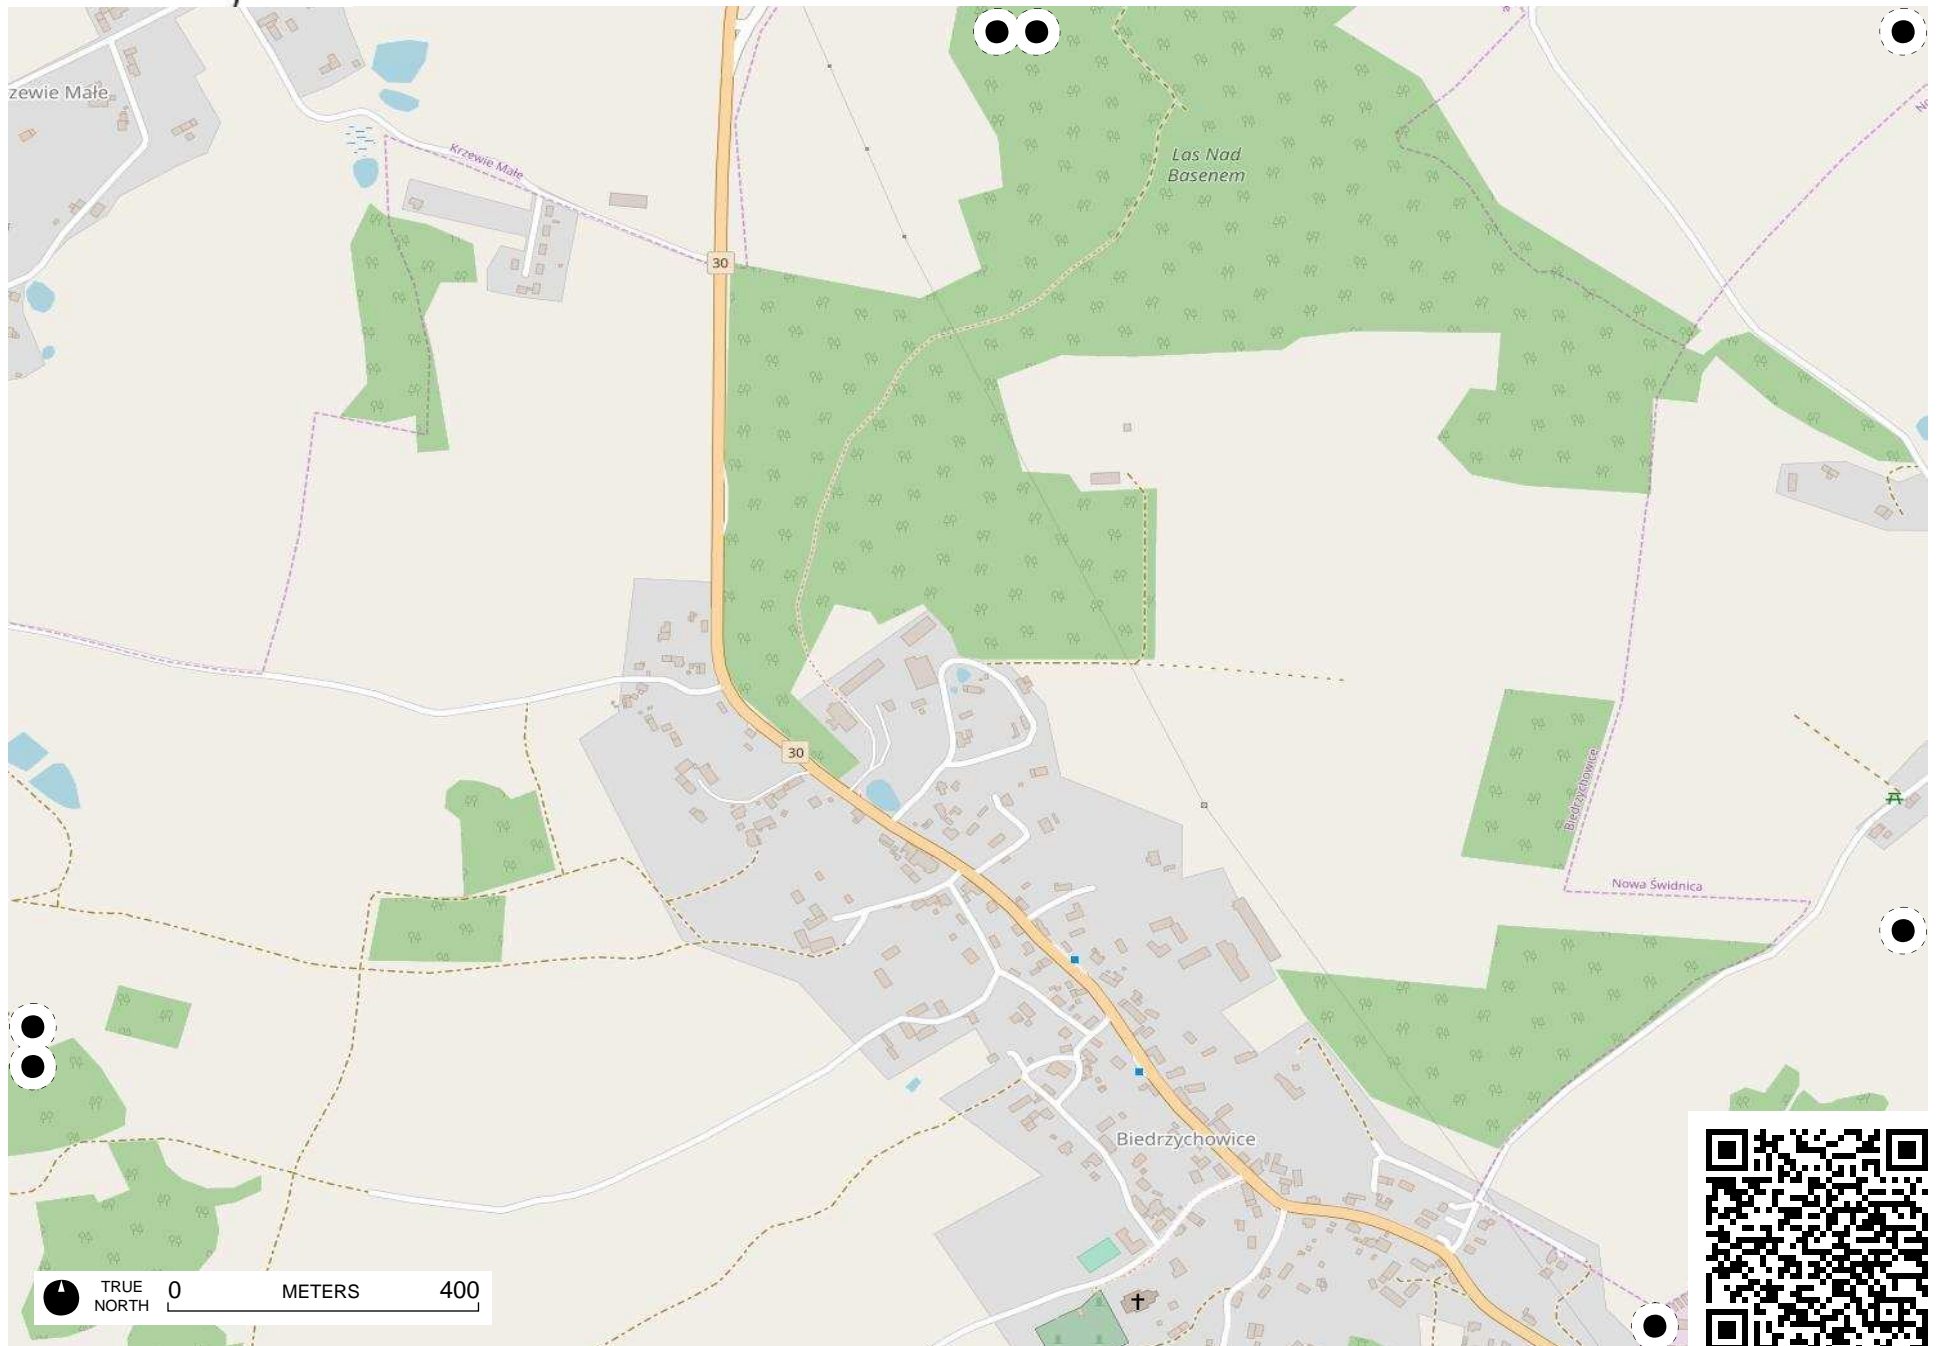 zewie Małe
Krzewie Małe
Las Nad
Basenem
30
30
Biedrzychowice
Nowa Świdnica
Biedrzychowice
TRUE
NORTH
0
METERS
400